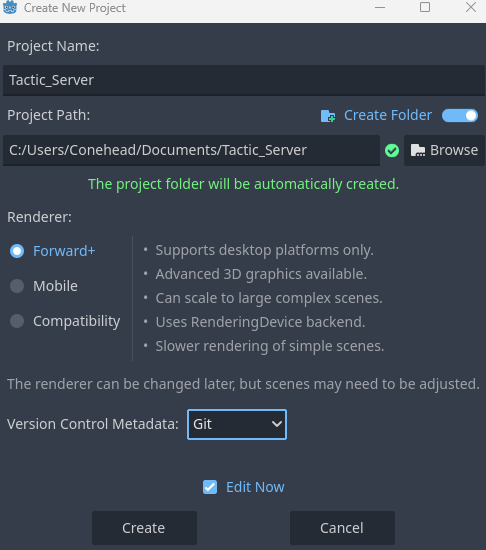 Create New Project
Project Name:
Tactic_Server
Project Path:
Create Folder
C:/Users/Conehead/Documents/Tactic_Server
Browse
The project folder will be automatically created.
Renderer:
Forward+
Mobile
Compatibility
• Supports desktop platforms only.
• Advanced 3D graphics available.
• Can scale to large complex scenes.
• Uses RenderingDevice backend.
• Slower rendering of simple scenes.
The renderer can be changed later, but scenes may need to be adjusted.
Version Control Metadata: Git
Edit Now
Create
Cancel